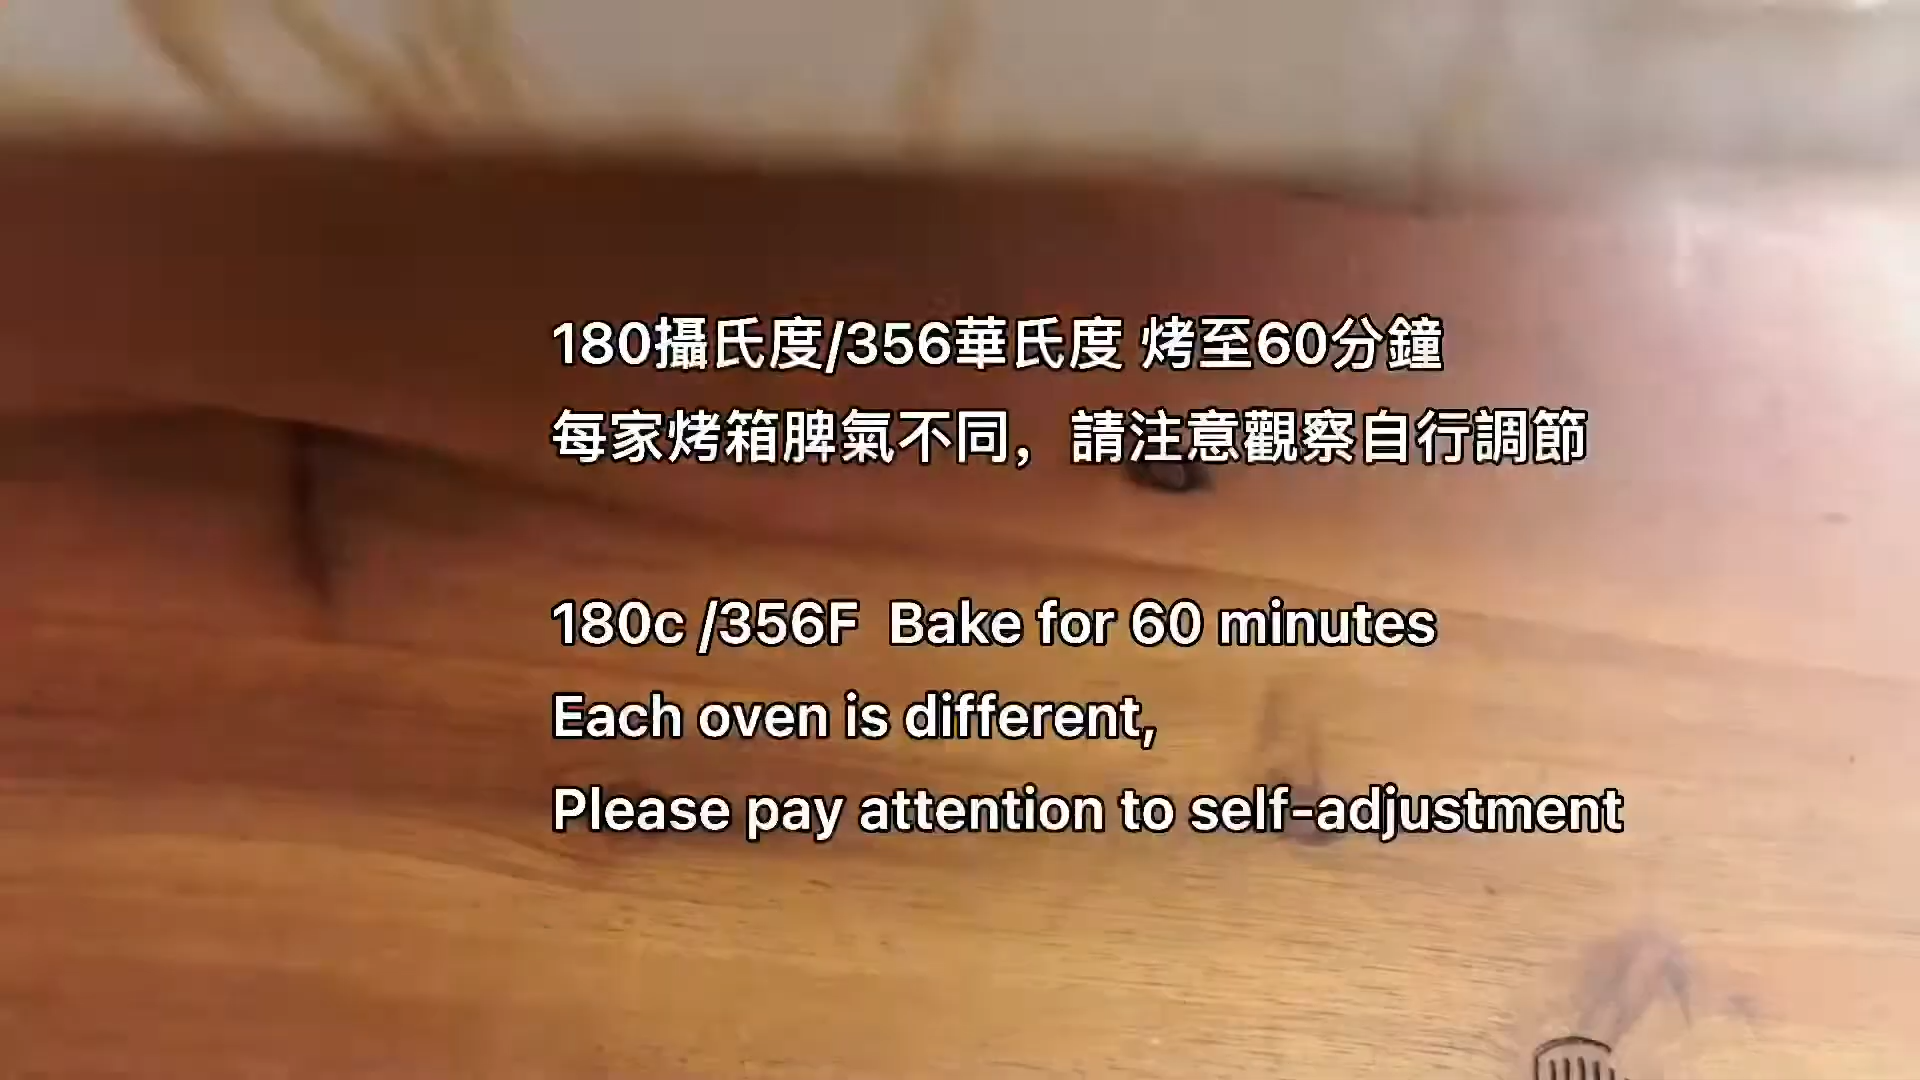 180攝氏度/356華氏度 烤至60分鐘
每家烤箱脾氣不同，請注意觀察自行調節
180c /356F  Bake for 60 minutes
Each oven is different,
Please pay attention to self-adjustment